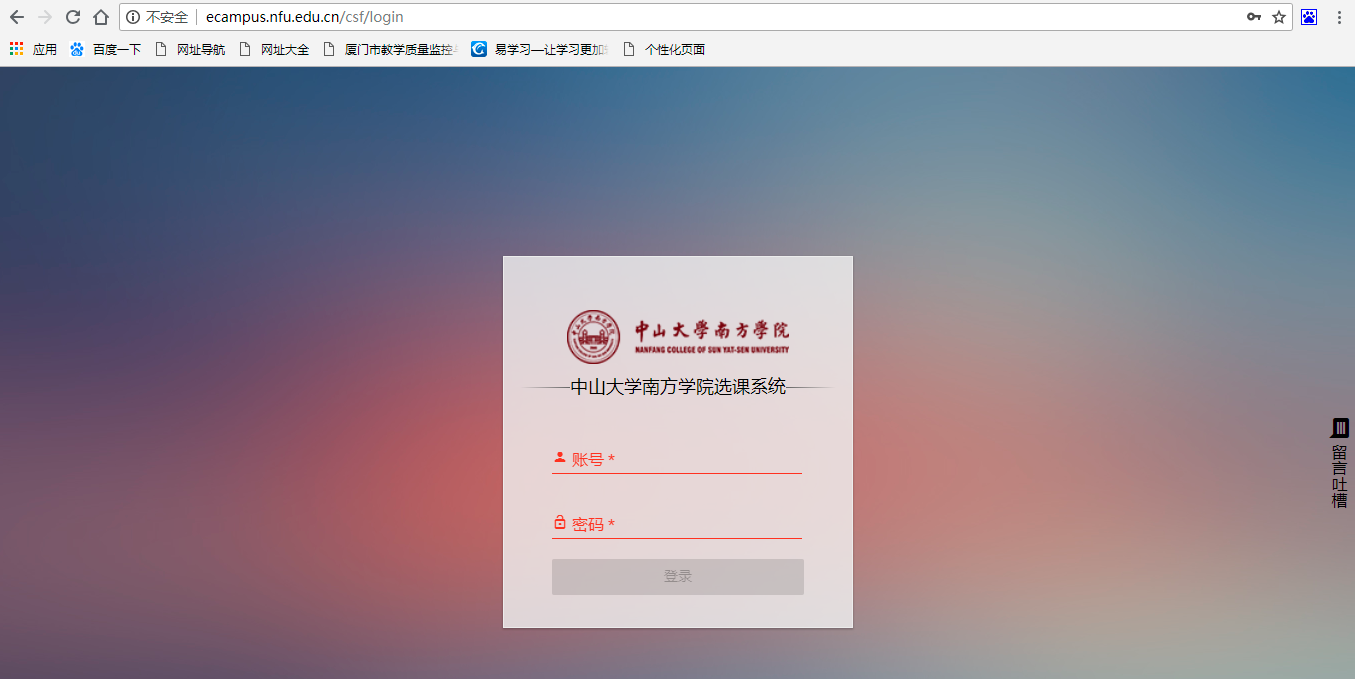 不安全 ecampus.nfu.edu.cn/csf/login
应用 百度一下 网址导航 网址大全 厦门市教学质量监控 易学习—让学习更加 个性化页面
中山大学南方学院
NANFANG COLLEGE OF SUN YAT-SEN UNIVERSITY
中山大学南方学院选课系统
账号 *
密码 *
登录
留言吐槽